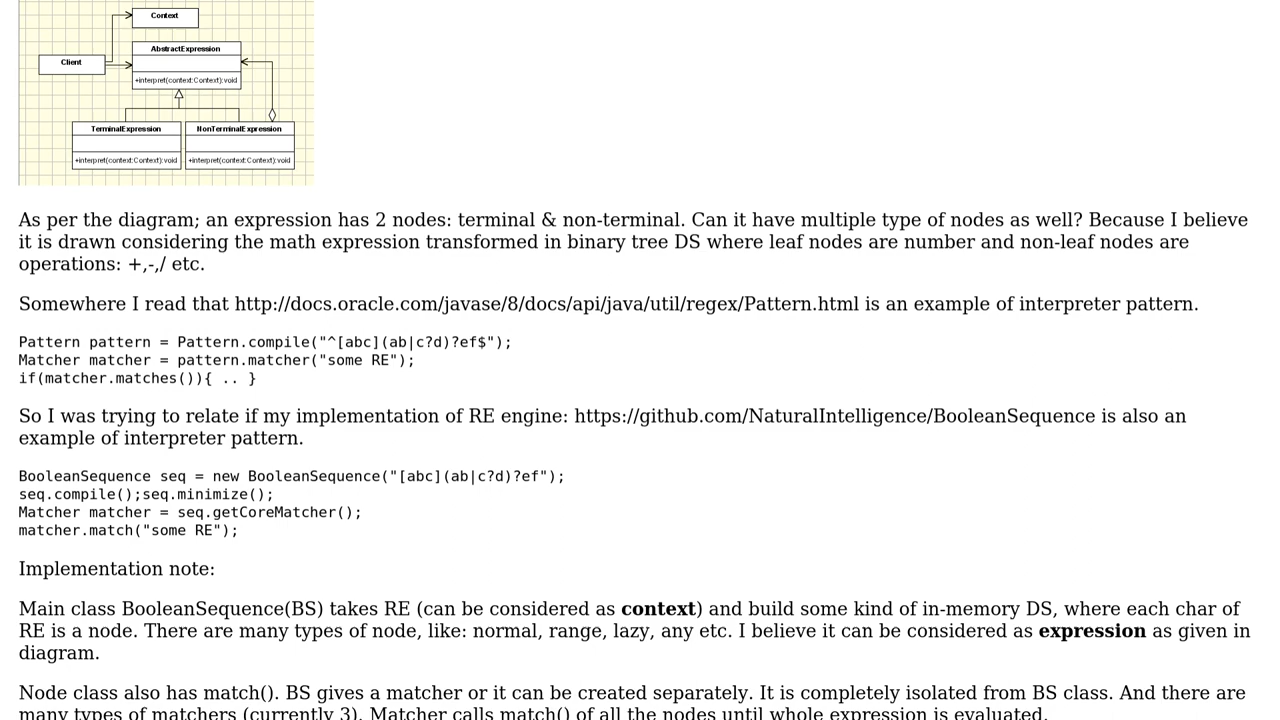 Context
AbstractExpression
Client
+interpret(context:Context):void
TerminalExpression
NonTerminalExpression
+interpret(context:Context):void
+interpret(context:Context):void
As per the diagram; an expression has 2 nodes: terminal & non-terminal. Can it have multiple type of nodes as well? Because I believe
it is drawn considering the math expression transformed in binary tree DS where leaf nodes are number and non-leaf nodes are
operations: +,-,/ etc.
Somewhere I read that http://docs.oracle.com/javase/8/docs/api/java/util/regex/Pattern.html is an example of interpreter pattern.
Pattern pattern = Pattern.compile("^[abc](ab|c?d)?ef$");
Matcher matcher = pattern.matcher("some RE");
if(matcher.matches()){ .. }
So I was trying to relate if my implementation of RE engine: https://github.com/NaturalIntelligence/BooleanSequence is also an
example of interpreter pattern.
BooleanSequence seq = new BooleanSequence("[abc](ab|c?d)?ef");
seq.compile();seq.minimize();
Matcher matcher = seq.getCoreMatcher();
matcher.match("some RE");
Implementation note:
Main class BooleanSequence(BS) takes RE (can be considered as context) and build some kind of in-memory DS, where each char of
RE is a node. There are many types of node, like: normal, range, lazy, any etc. I believe it can be considered as expression as given in
diagram.
Node class also has match(). BS gives a matcher or it can be created separately. It is completely isolated from BS class. And there are
many types of matchers (currently 3). Matcher calls match() of all the nodes until whole expression is evaluated.